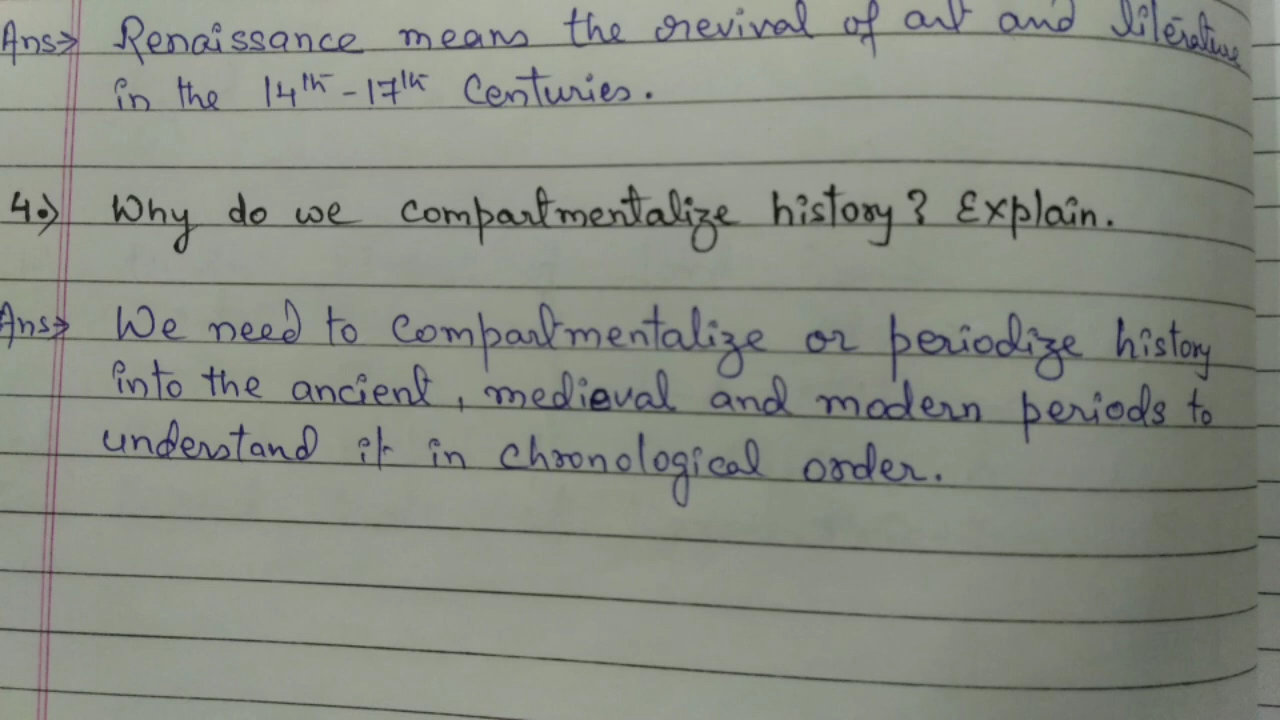 Ans⇒ Renaissance means the revival of art and literature
in the 14th - 17th Centuries.
4.) Why do we compartmentalize history? Explain.
Ans⇒ We need to compartmentalize or periodize history
into the ancient, medieval and modern periods to
understand it in chronological order.